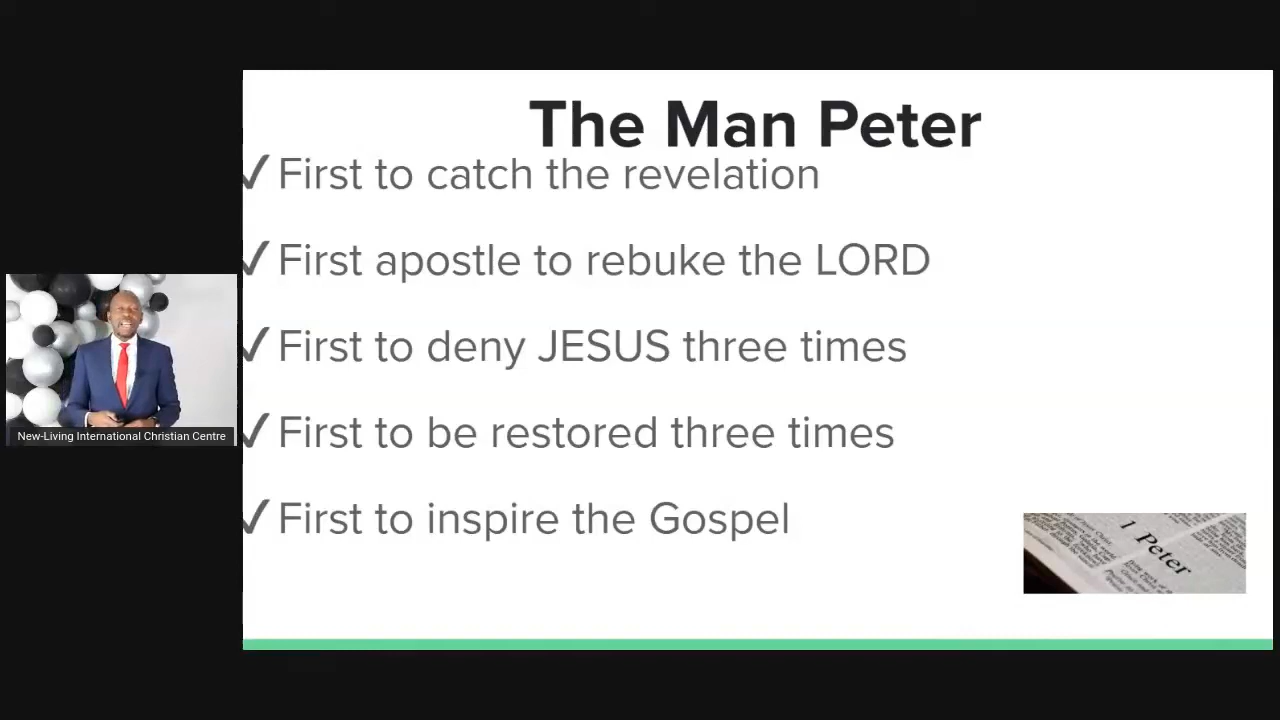 The Man Peter
✓First to catch the revelation
✓First apostle to rebuke the LORD
✓First to deny JESUS three times
✓First to be restored three times
✓First to inspire the Gospel
New-Living International Christian Centre
1 Peter